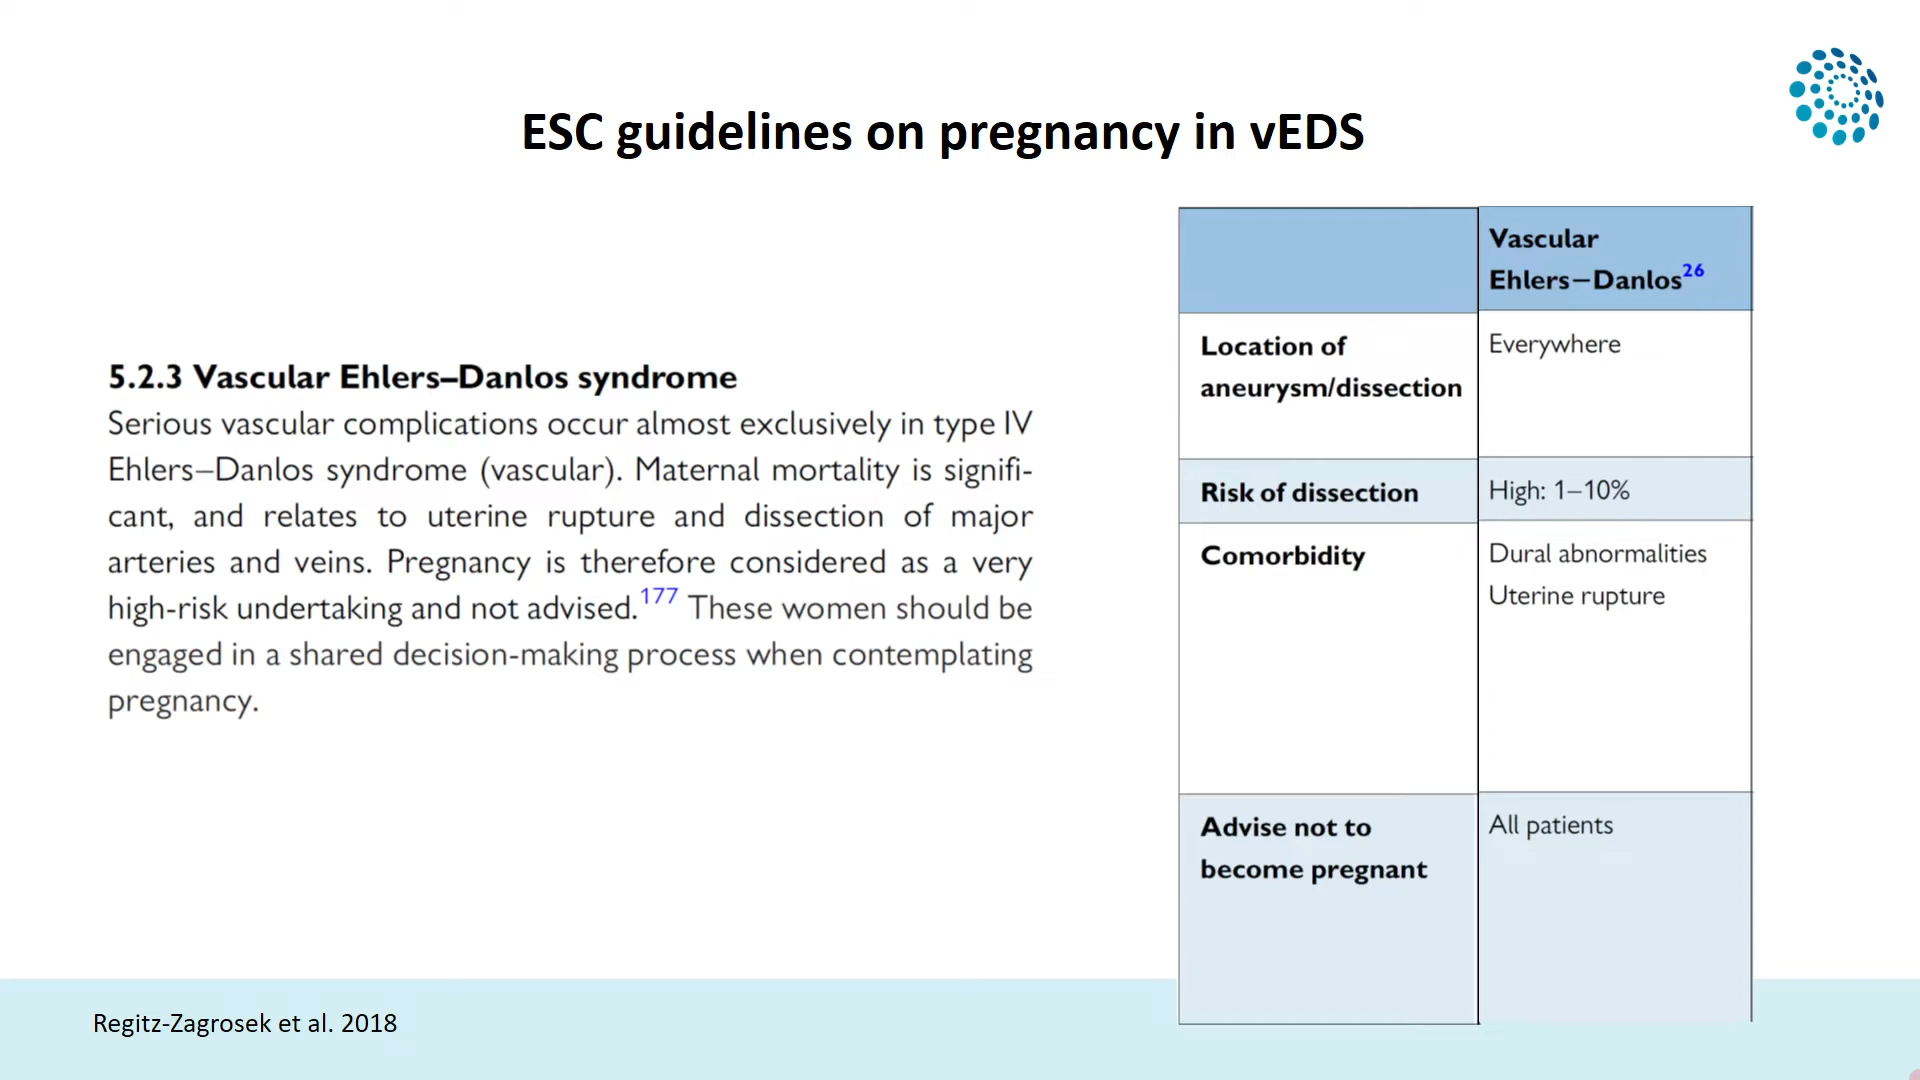 ESC guidelines on pregnancy in vEDS
5.2.3 Vascular Ehlers–Danlos syndrome
Serious vascular complications occur almost exclusively in type IV
Ehlers–Danlos syndrome (vascular). Maternal mortality is signifi-
cant, and relates to uterine rupture and dissection of major
arteries and veins. Pregnancy is therefore considered as a very
high-risk undertaking and not advised.177 These women should be
engaged in a shared decision-making process when contemplating
pregnancy.
Vascular
Ehlers–Danlos26
Location of
aneurysm/dissection
Everywhere
Risk of dissection
High: 1–10%
Comorbidity
Dural abnormalities
Uterine rupture
Advise not to
become pregnant
All patients
Regitz-Zagrosek et al. 2018